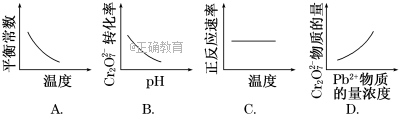 平衡常数
温度
A.
Cr₂O₇²⁻转化率
pH
B.
@正确教育
正反应速率
温度
C.
Cr₂O₇²⁻物质的量
Pb²⁺物质
的量浓度
D.